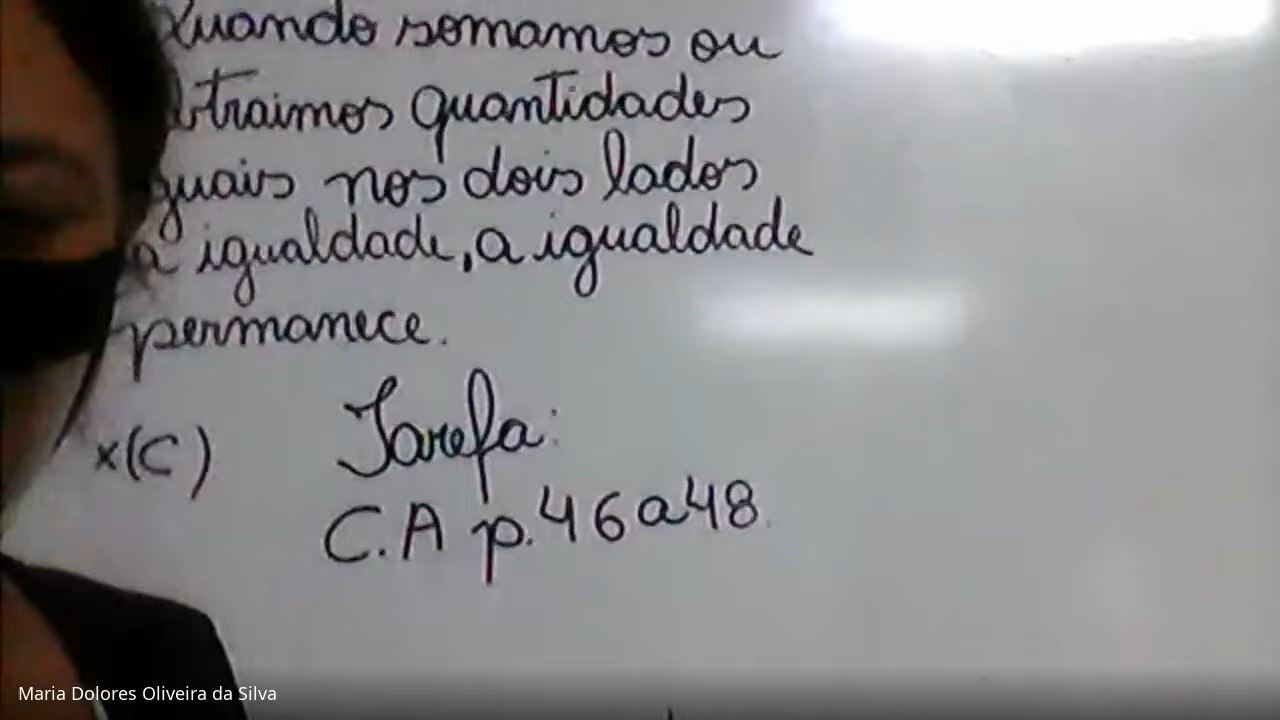 Quando somamos ou
btraimos quantidades
guais nos dois lados
a igualdade, a igualdade
permanece.
x(C)
Tarefa:
C.A p. 46 a 48.
Maria Dolores Oliveira da Silva